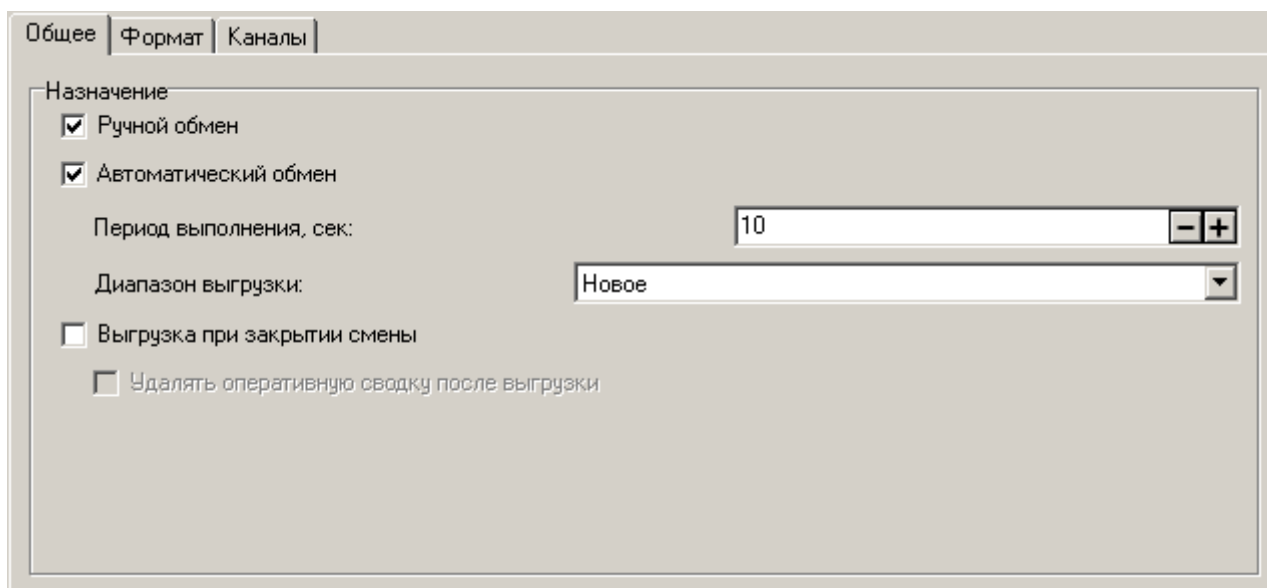 Общее Формат Каналы
Назначение
Ручной обмен
Автоматический обмен
Период выполнения, сек: 10
Диапазон выгрузки: Новое
Выгрузка при закрытии смены
Удалять оперативную сводку после выгрузки